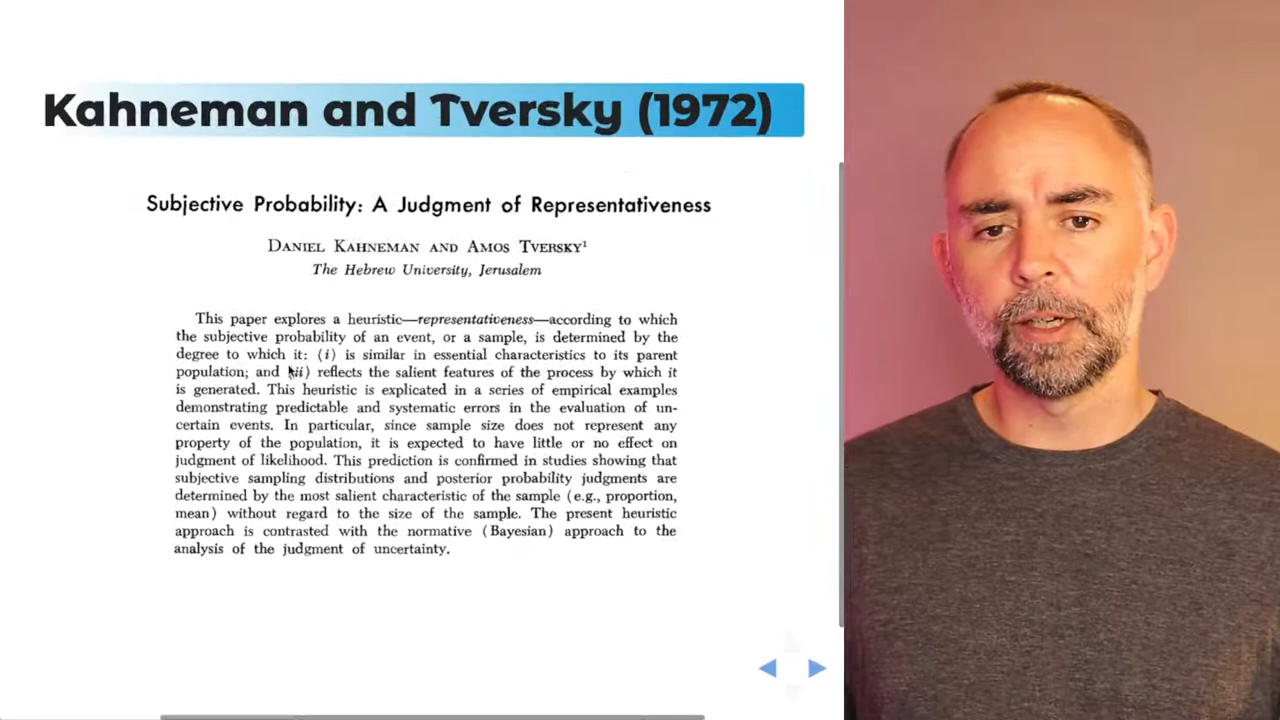 Kahneman and Tversky (1972)
Subjective Probability: A Judgment of Representativeness
DANIEL KAHNEMAN AND AMOS TVERSKY¹
The Hebrew University, Jerusalem
This paper explores a heuristic—representativeness—according to which
the subjective probability of an event, or a sample, is determined by the
degree to which it: (i) is similar in essential characteristics to its parent
population; and (ii) reflects the salient features of the process by which it
is generated. This heuristic is explicated in a series of empirical examples
demonstrating predictable and systematic errors in the evaluation of un-
certain events. In particular, since sample size does not represent any
property of the population, it is expected to have little or no effect on
judgment of likelihood. This prediction is confirmed in studies showing that
subjective sampling distributions and posterior probability judgments are
determined by the most salient characteristic of the sample (e.g., proportion,
mean) without regard to the size of the sample. The present heuristic
approach is contrasted with the normative (Bayesian) approach to the
analysis of the judgment of uncertainty.